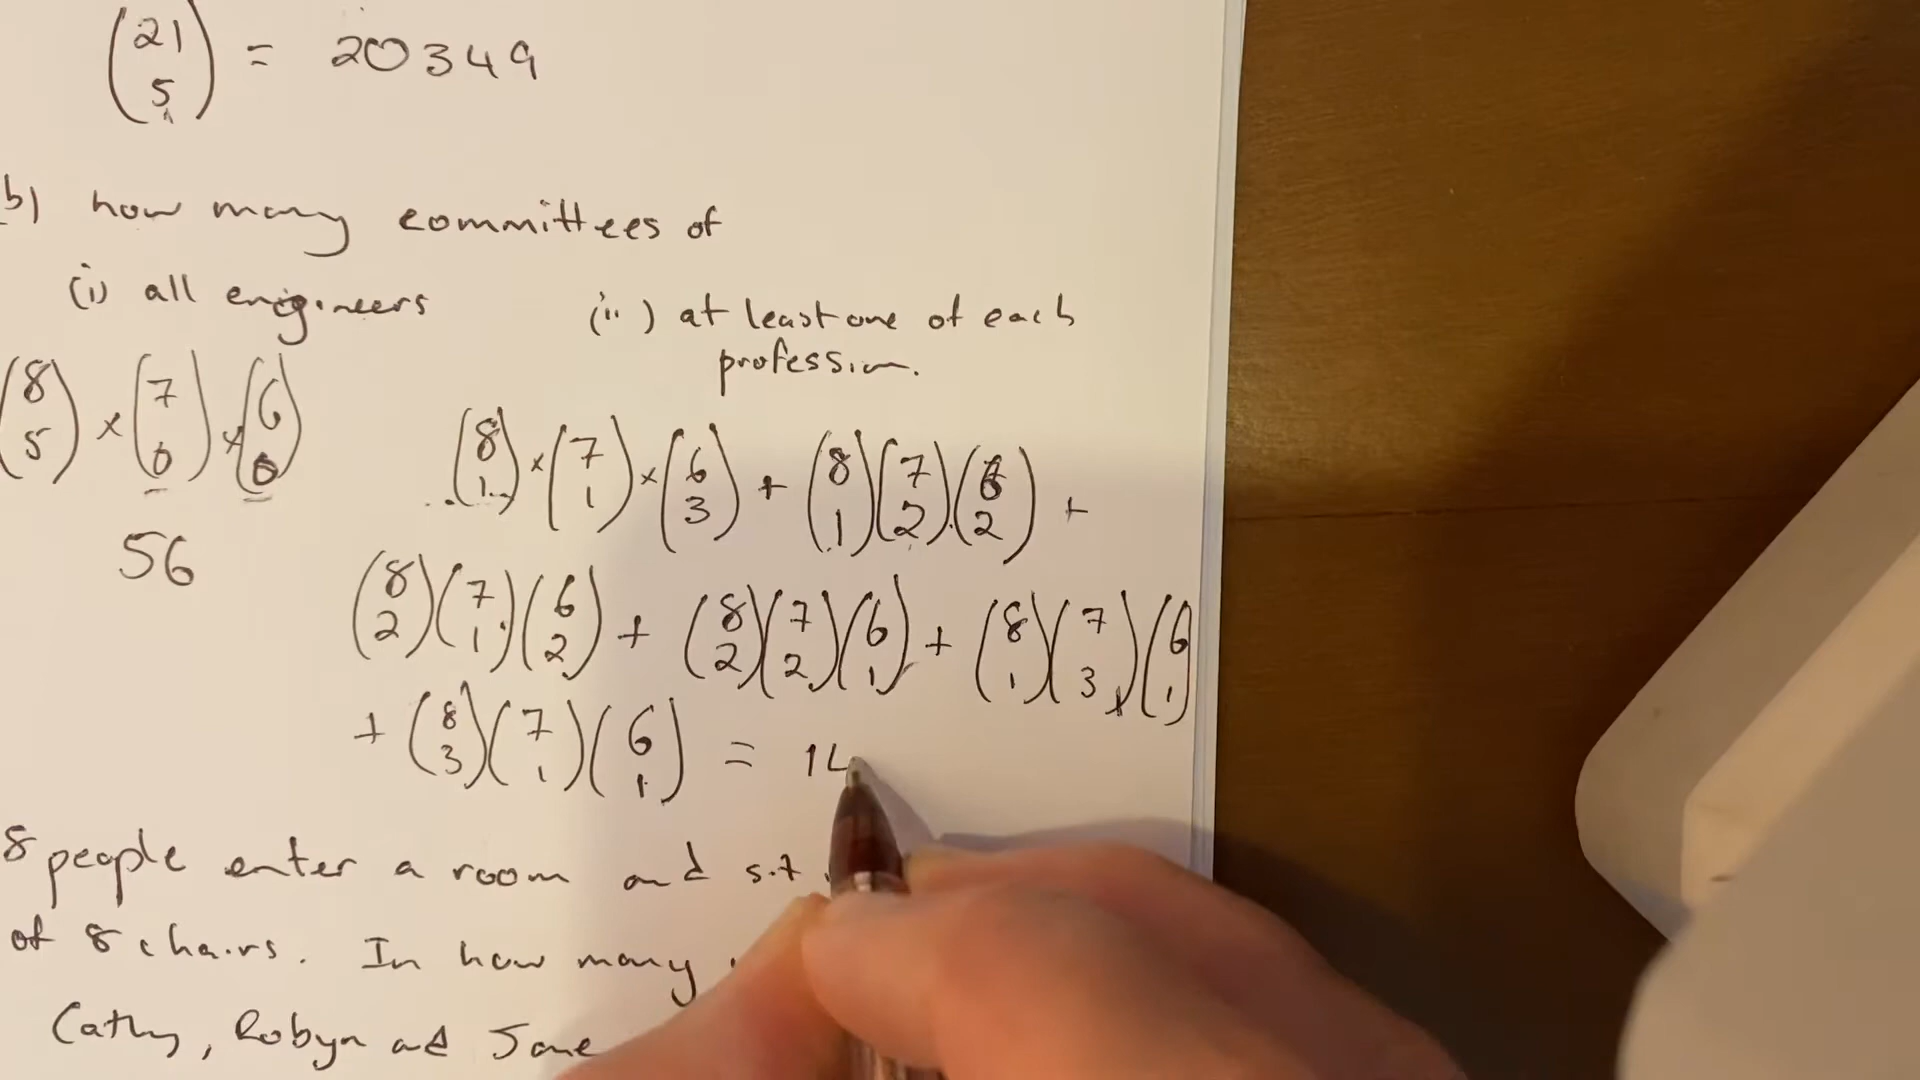 (21 5) = 20349
b) how many committees of
(i) all engineers
(ii) at least one of each
profession.
(8 5) × (7 0) × (6 0)
56
(8 1) × (7 1) × (6 3) + (8 1)(7 2)(6 2) +
(8 2)(7 1)(6 2) + (8 2)(7 2)(6 1) + (8 1)(7 3)(6 1)
+ (8 3)(7 1)(6 1) = 14
8 people enter a room and sit
of 8 chairs. In how many
Cathy, Robyn and Jane